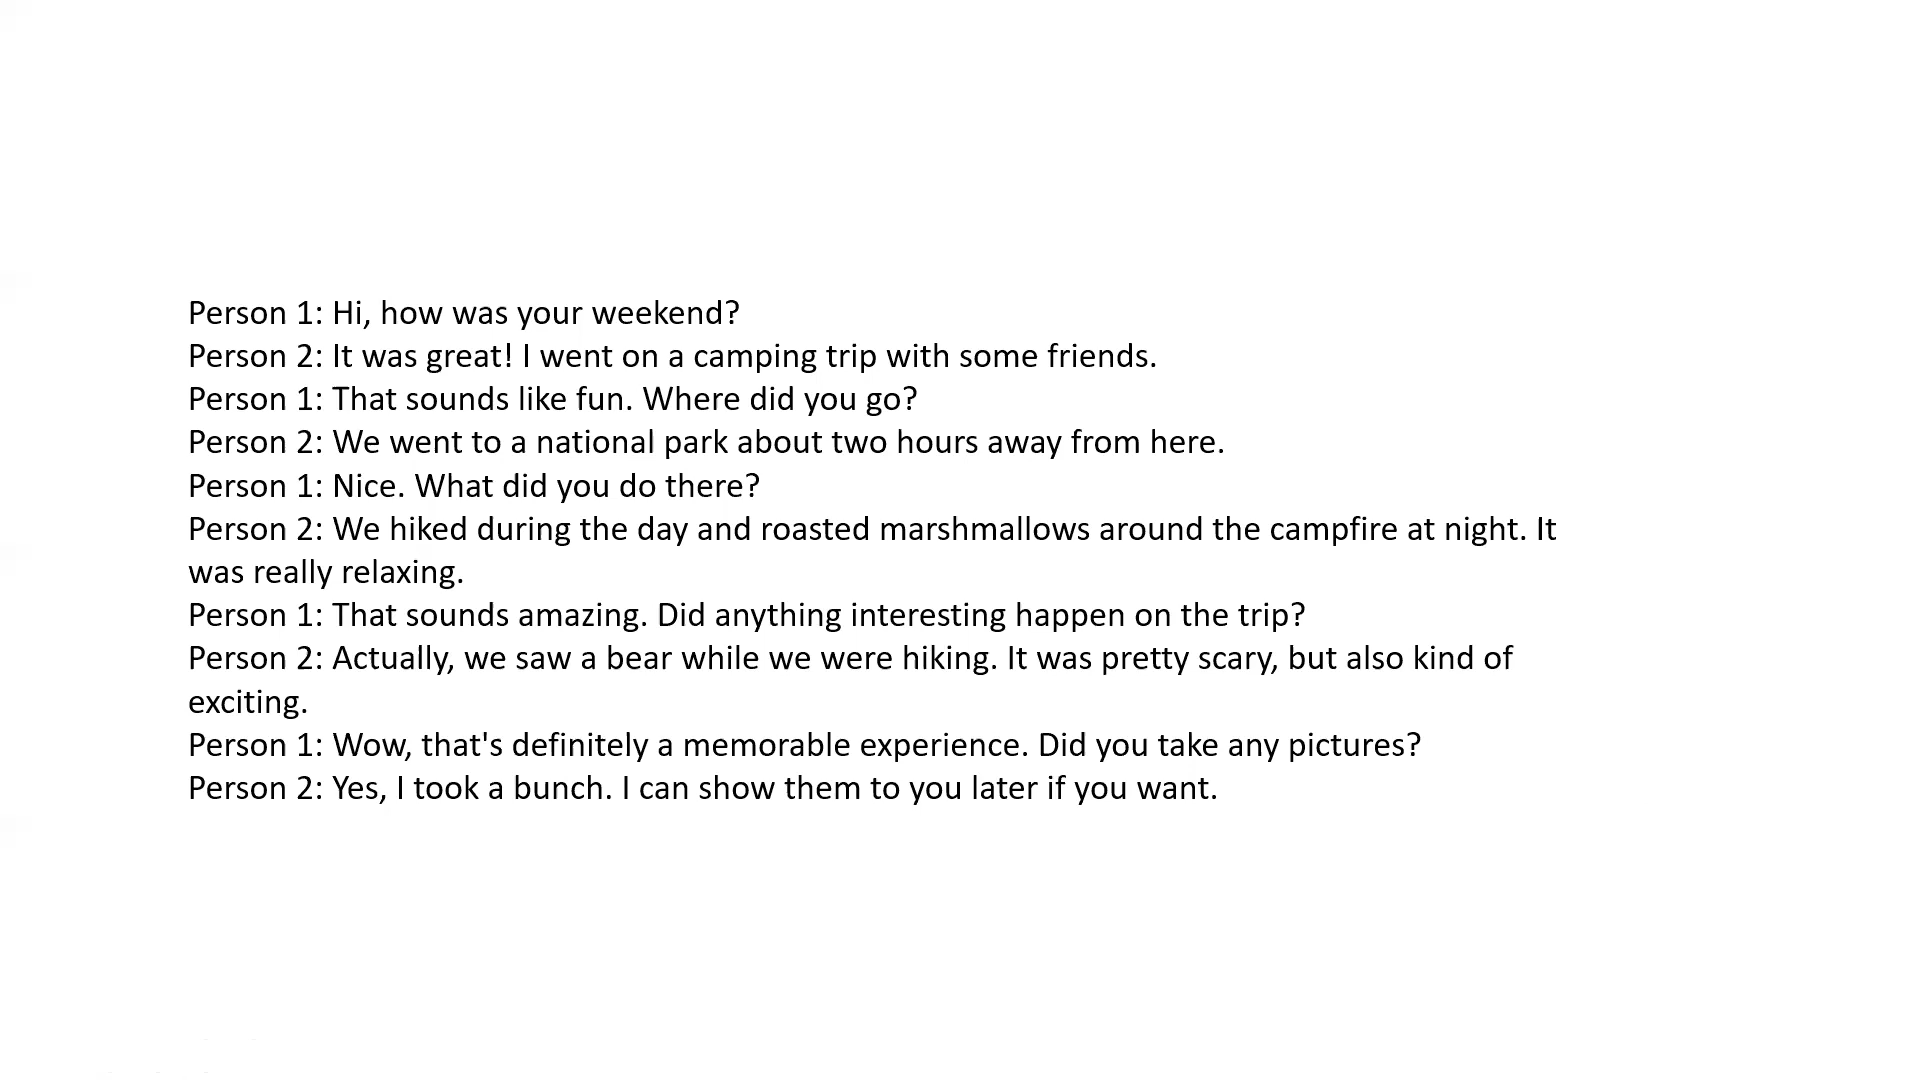 Person 1: Hi, how was your weekend?
Person 2: It was great! I went on a camping trip with some friends.
Person 1: That sounds like fun. Where did you go?
Person 2: We went to a national park about two hours away from here.
Person 1: Nice. What did you do there?
Person 2: We hiked during the day and roasted marshmallows around the campfire at night. It
was really relaxing.
Person 1: That sounds amazing. Did anything interesting happen on the trip?
Person 2: Actually, we saw a bear while we were hiking. It was pretty scary, but also kind of
exciting.
Person 1: Wow, that's definitely a memorable experience. Did you take any pictures?
Person 2: Yes, I took a bunch. I can show them to you later if you want.